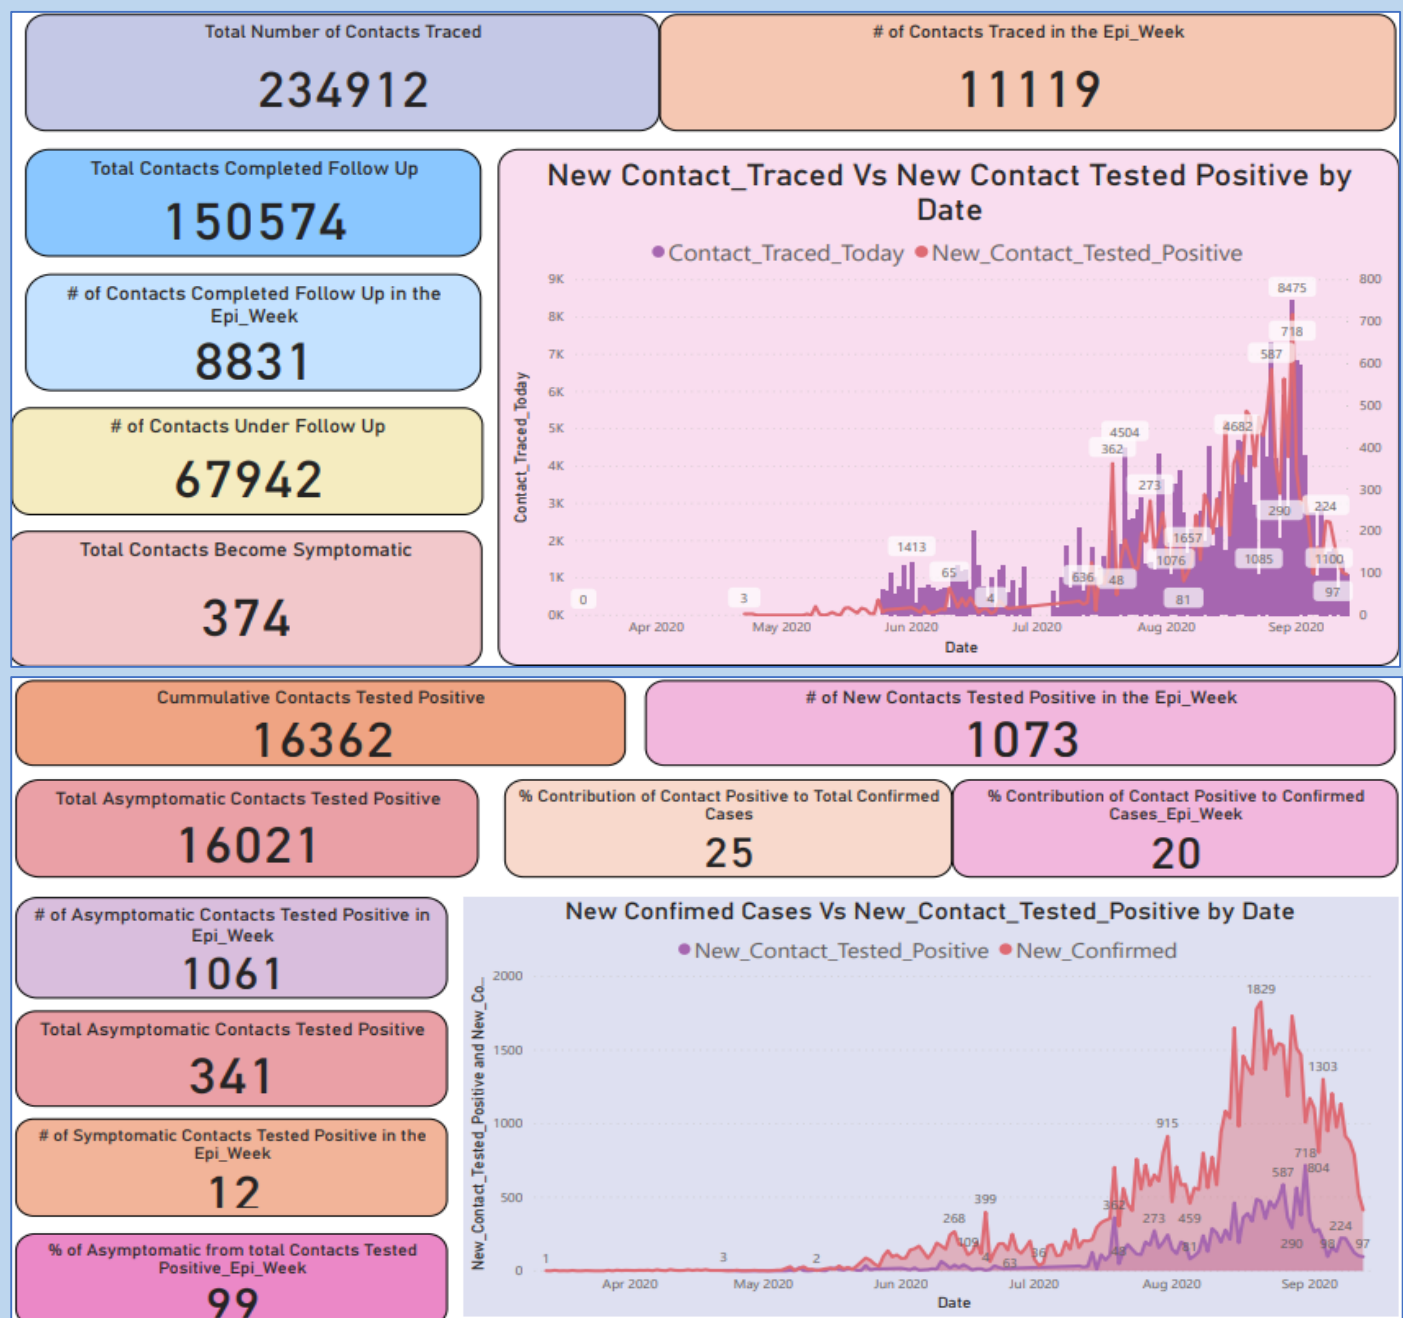 Total Number of Contacts Traced
234912
# of Contacts Traced in the Epi_Week
11119
Total Contacts Completed Follow Up
150574
# of Contacts Completed Follow Up in the
Epi_Week
8831
# of Contacts Under Follow Up
67942
Total Contacts Become Symptomatic
374
New Contact_Traced Vs New Contact Tested Positive by
Date
Contact_Traced_Today New_Contact_Tested_Positive
Contact_Traced_Today
9K
8K
7K
6K
5K
4K
3K
2K
1K
0K
800
700
600
500
400
300
200
100
0
8475
718
587
4504
362
4682
273
290
224
1413
1657
65
636
1076
1085
1100
48
0
3
4
81
97
Apr 2020 May 2020 Jun 2020 Jul 2020 Aug 2020 Sep 2020
Date
Cummulative Contacts Tested Positive
16362
# of New Contacts Tested Positive in the Epi_Week
1073
Total Asymptomatic Contacts Tested Positive
16021
% Contribution of Contact Positive to Total Confirmed
Cases
25
% Contribution of Contact Positive to Confirmed
Cases_Epi_Week
20
# of Asymptomatic Contacts Tested Positive in
Epi_Week
1061
Total Asymptomatic Contacts Tested Positive
341
# of Symptomatic Contacts Tested Positive in the
Epi_Week
12
% of Asymptomatic from total Contacts Tested
Positive_Epi_Week
99
New Confimed Cases Vs New_Contact_Tested_Positive by Date
New_Contact_Tested_Positive New_Confirmed
New_Contact_Tested_Positive and New_Co...
2000
1500
1000
500
0
1829
1303
915
718
804
587
399
362
268
273
459
224
109
36
48
81
290
98
97
1
3
2
4
63
Apr 2020 May 2020 Jun 2020 Jul 2020 Aug 2020 Sep 2020
Date